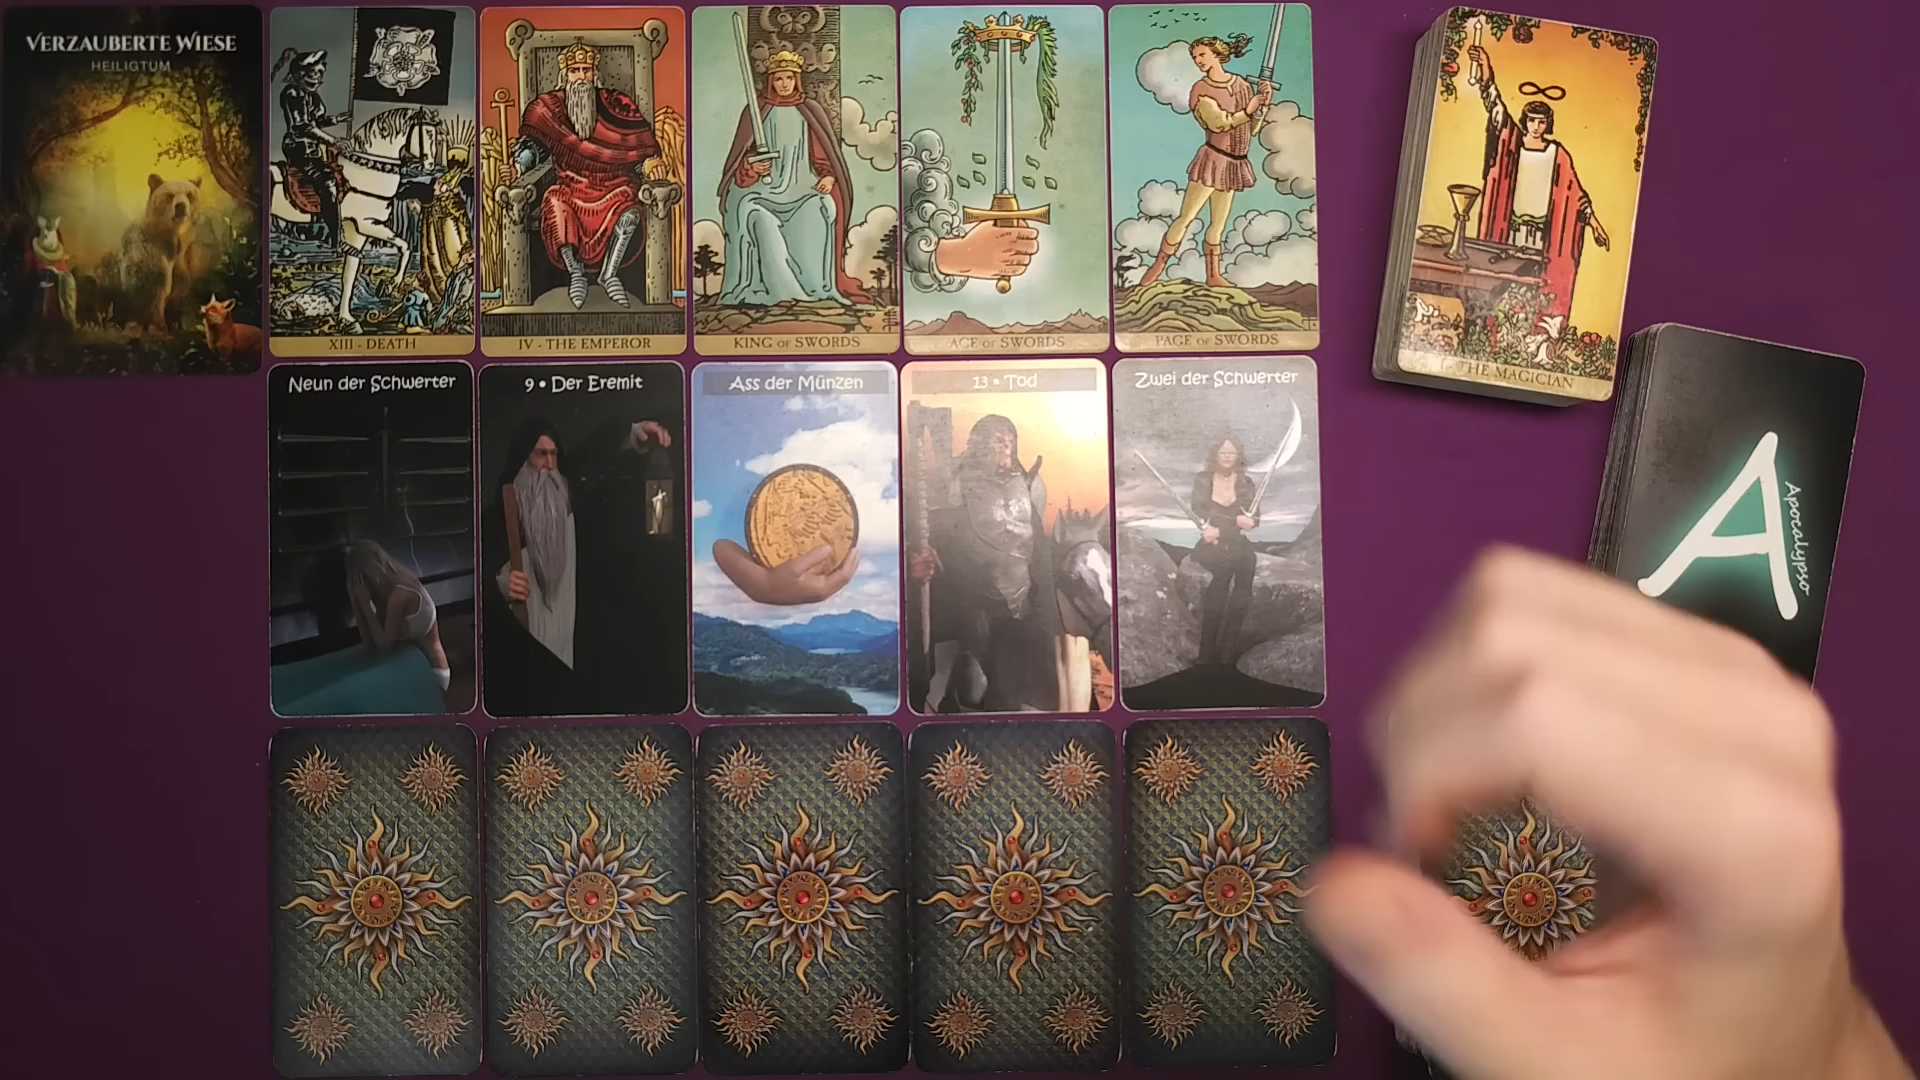 VERZAUBERTE WIESE
HEILIGTUM
XIII - DEATH
IV - THE EMPEROR
KING OF SWORDS
ACE OF SWORDS
PAGE OF SWORDS
I - THE MAGICIAN
Neun der Schwerter
9 • Der Eremit
Ass der Münzen
13 • Tod
Zwei der Schwerter
A
Apocalypso